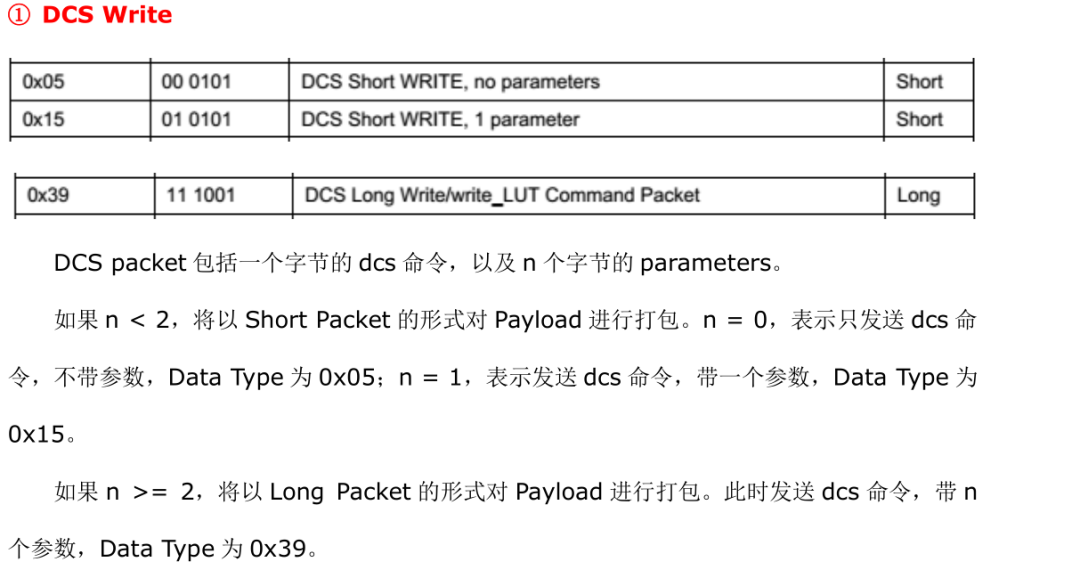 ① DCS Write
0x05 00 0101 DCS Short WRITE, no parameters Short
0x15 01 0101 DCS Short WRITE, 1 parameter Short
0x39 11 1001 DCS Long Write/write_LUT Command Packet Long
DCS packet 包括一个字节的 dcs 命令，以及 n 个字节的 parameters。
如果 n < 2，将以 Short Packet 的形式对 Payload 进行打包。n = 0，表示只发送 dcs 命
令，不带参数，Data Type 为 0x05；n = 1，表示发送 dcs 命令，带一个参数，Data Type 为
0x15。
如果 n >= 2，将以 Long Packet 的形式对 Payload 进行打包。此时发送 dcs 命令，带 n
个参数，Data Type 为 0x39。